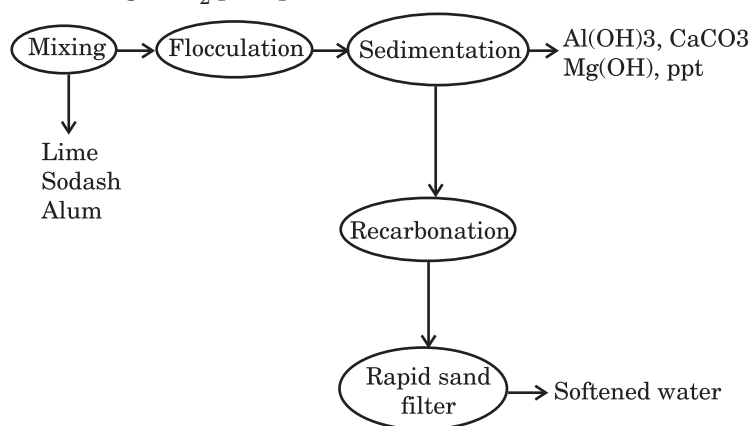 Mixing
Flocculation
Sedimentation
Al(OH)3, CaCO3
Mg(OH), ppt
Lime
Sodash
Alum
Recarbonation
Rapid sand
filter
Softened water